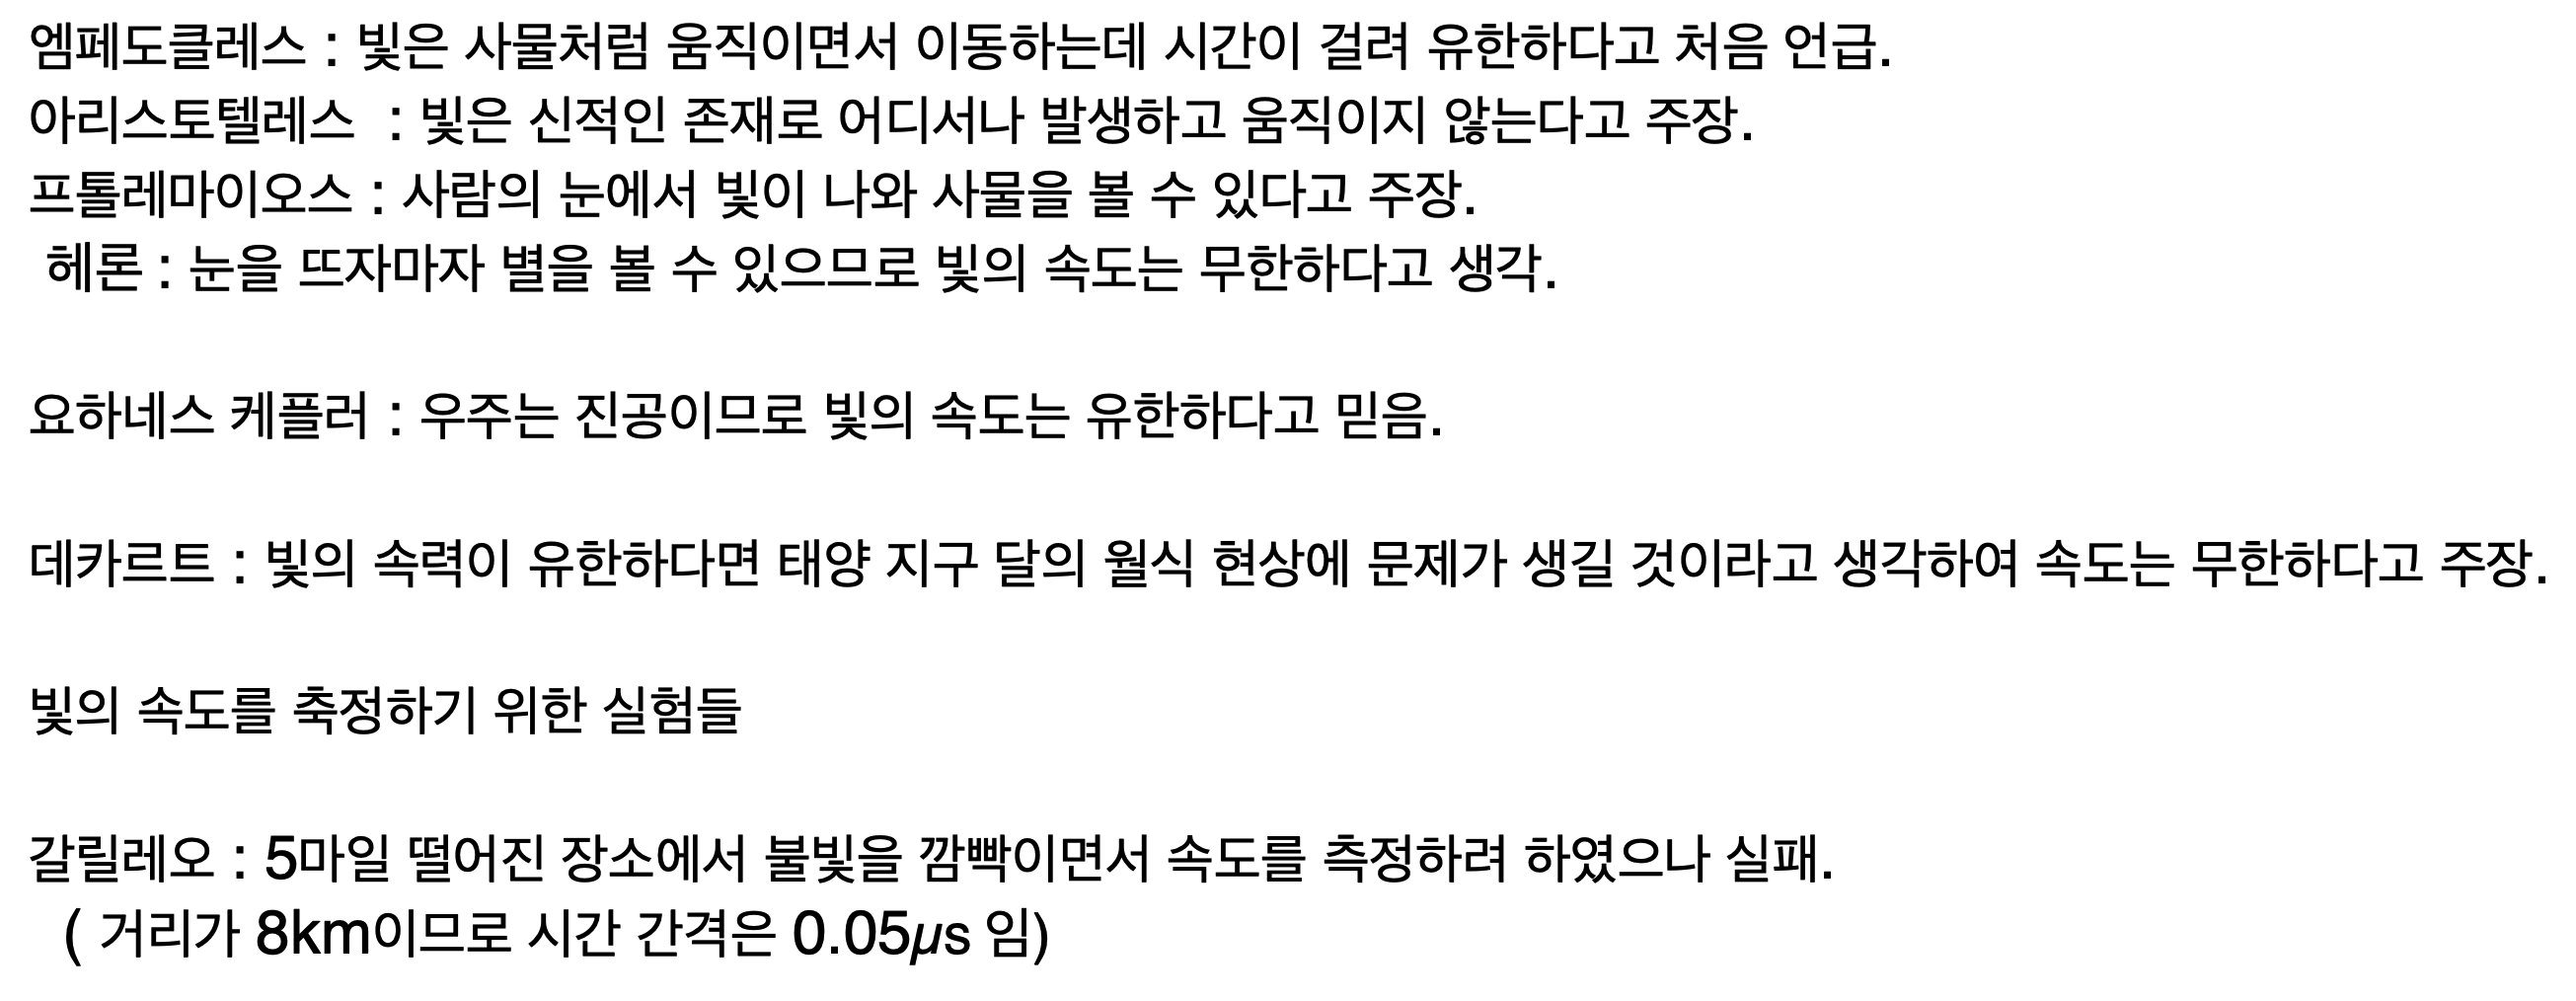 엠페도클레스 : 빛은 사물처럼 움직이면서 이동하는데 시간이 걸려 유한하다고 처음 언급.
아리스토텔레스 : 빛은 신적인 존재로 어디서나 발생하고 움직이지 않는다고 주장.
프톨레마이오스 : 사람의 눈에서 빛이 나와 사물을 볼 수 있다고 주장.
헤론 : 눈을 뜨자마자 별을 볼 수 있으므로 빛의 속도는 무한하다고 생각.
요하네스 케플러 : 우주는 진공이므로 빛의 속도는 유한하다고 믿음.
데카르트 : 빛의 속력이 유한하다면 태양 지구 달의 월식 현상에 문제가 생길 것이라고 생각하여 속도는 무한하다고 주장.
빛의 속도를 축정하기 위한 실험들
갈릴레오 : 5마일 떨어진 장소에서 불빛을 깜빡이면서 속도를 측정하려 하였으나 실패.
( 거리가 8km이므로 시간 간격은 0.05µs 임)